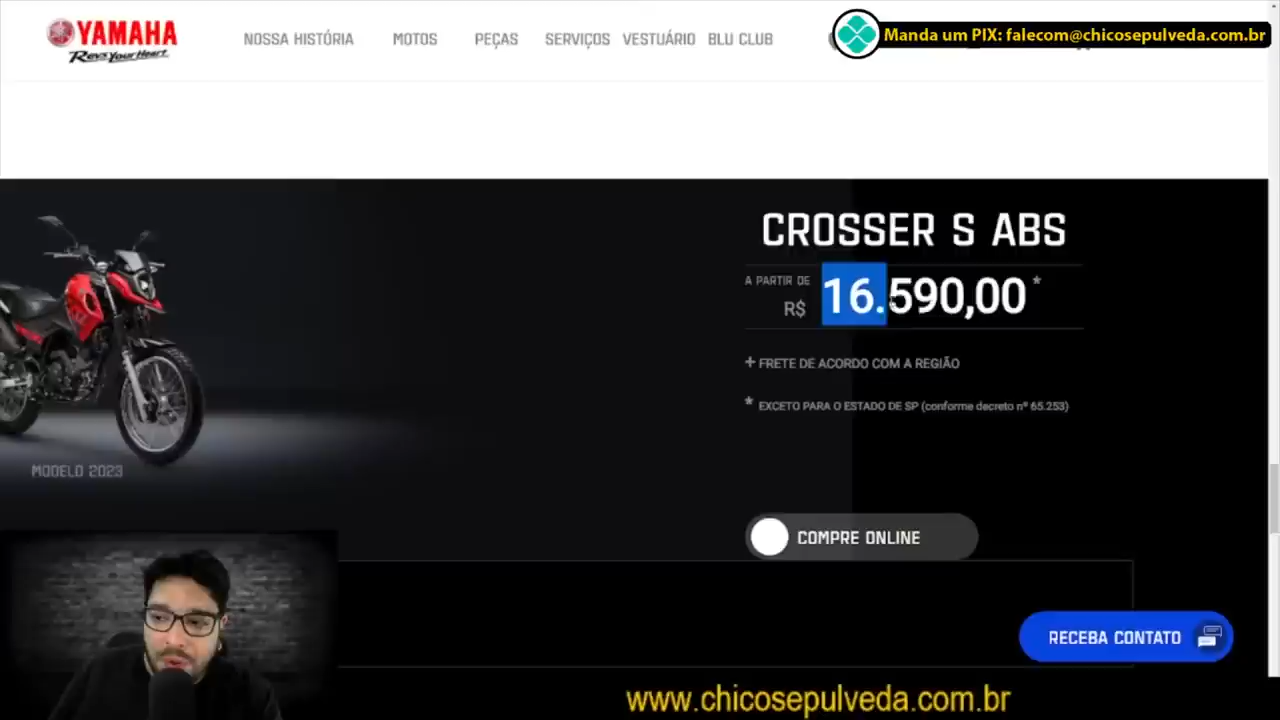 YAMAHA
Revs Your Heart
NOSSA HISTÓRIA
MOTOS
PEÇAS
SERVIÇOS
VESTUÁRIO
BLU CLUB
Manda um PIX: falecom@chicosepulveda.com.br
CROSSER S ABS
A PARTIR DE
R$ 16.590,00 *
+ FRETE DE ACORDO COM A REGIÃO
* EXCETO PARA O ESTADO DE SP (conforme decreto nº 65.253)
MODELO 2023
COMPRE ONLINE
RECEBA CONTATO
www.chicosepulveda.com.br